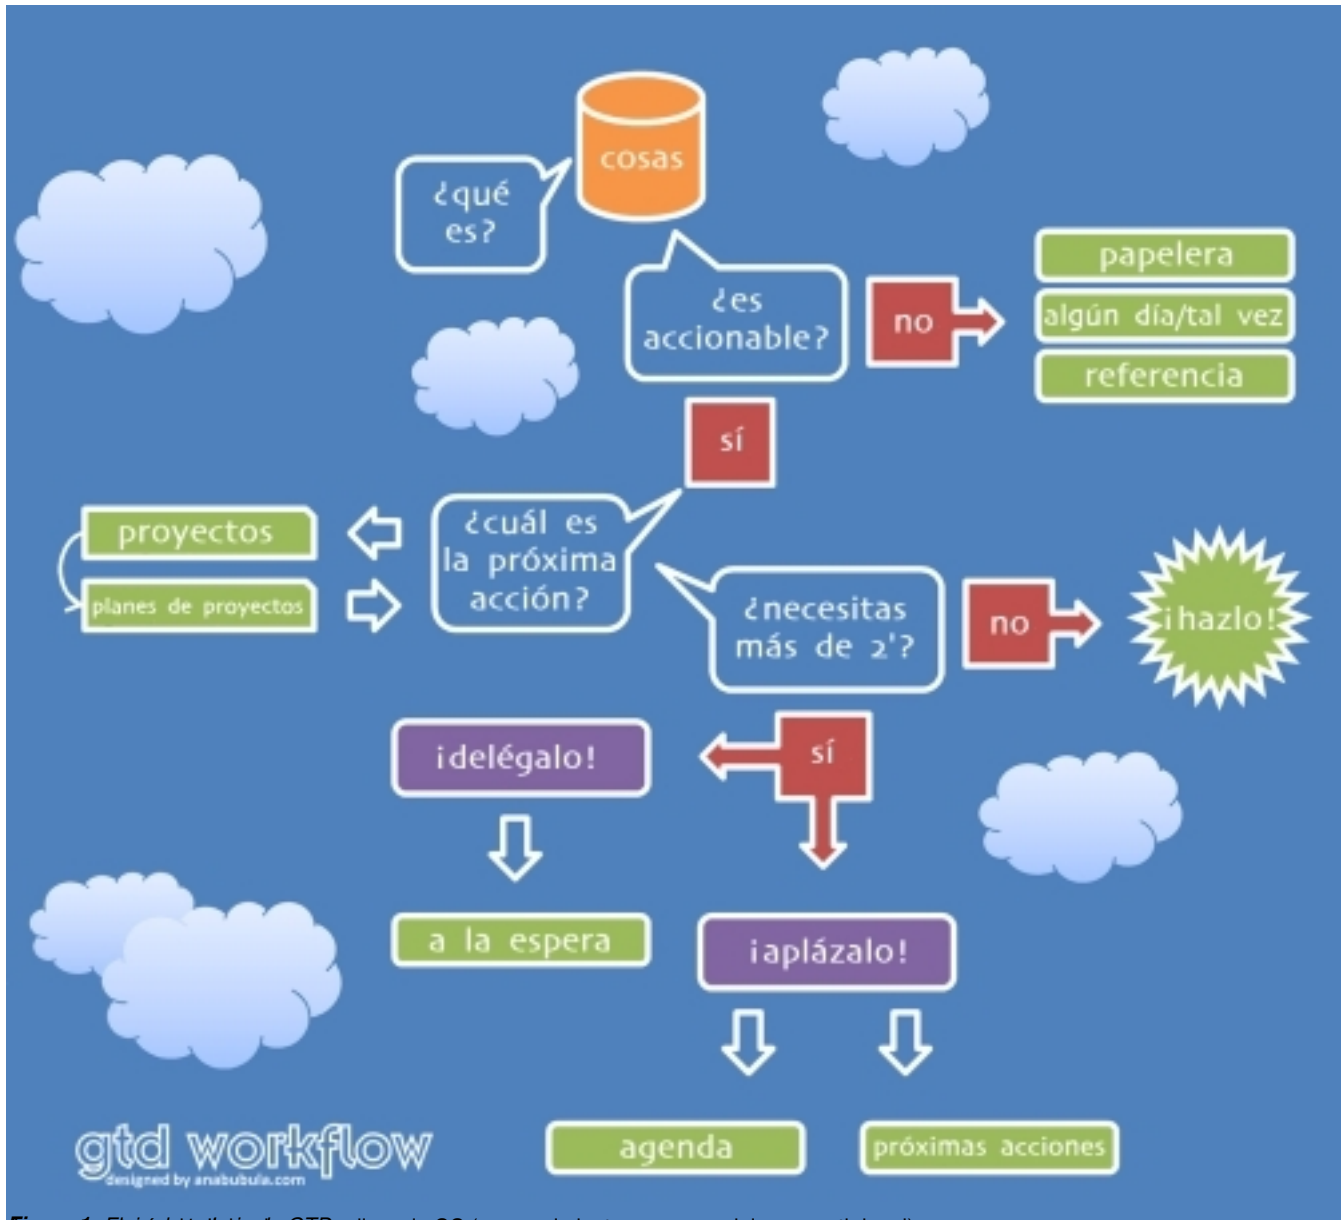 cosas
¿qué
es?
¿es
accionable?
no
papelera
algún día/tal vez
referencia
sí
¿cuál es
la próxima
acción?
proyectos
planes de proyectos
¿necesitas
más de 2'?
no
¡hazlo!
sí
¡delégalo!
a la espera
¡aplázalo!
agenda
próximas acciones
gtd workflow
designed by anabubula.com